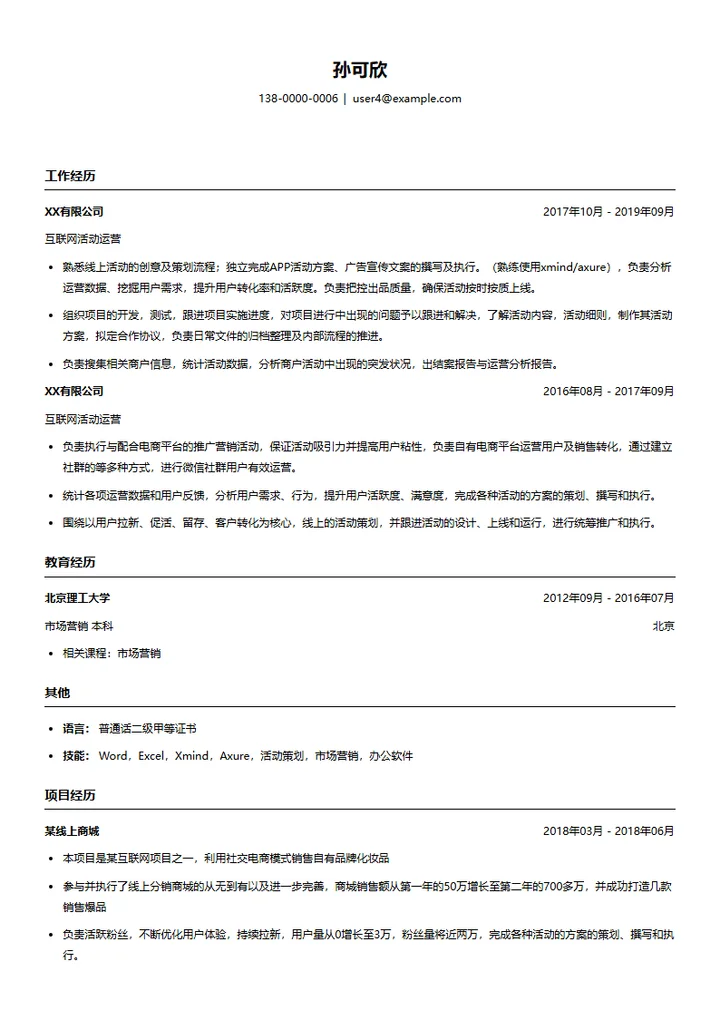 孙可欣
138-0000-0006 | user4@example.com
工作经历
XX有限公司 2017年10月 - 2019年09月
互联网活动运营
• 熟悉线上活动的创意及策划流程；独立完成APP活动方案、广告宣传文案的撰写及执行。（熟练使用xmind/axure），负责分析
运营数据、挖掘用户需求，提升用户转化率和活跃度。负责把控出品质量，确保活动按时按质上线。
• 组织项目的开发，测试，跟进项目实施进度，对项目进行中出现的问题予以跟进和解决，了解活动内容，活动细则，制作其活动
方案，拟定合作协议，负责日常文件的归档整理及内部流程的推进。
• 负责搜集相关商户信息，统计活动数据，分析商户活动中出现的突发状况，出结案报告与运营分析报告。
XX有限公司 2016年08月 - 2017年09月
互联网活动运营
• 负责执行与配合电商平台的推广营销活动，保证活动吸引力并提高用户粘性，负责自有电商平台运营用户及销售转化，通过建立
社群的等多种方式，进行微信社群用户有效运营。
• 统计各项运营数据和用户反馈，分析用户需求、行为，提升用户活跃度、满意度，完成各种活动的方案的策划、撰写和执行。
• 围绕以用户拉新、促活、留存、客户转化为核心，线上的活动策划，并跟进活动的设计、上线和运行，进行统筹推广和执行。
教育经历
北京理工大学 2012年09月 - 2016年07月
市场营销 本科 北京
• 相关课程：市场营销
其他
• 语言： 普通话二级甲等证书
• 技能： Word，Excel，Xmind，Axure，活动策划，市场营销，办公软件
项目经历
某线上商城 2018年03月 - 2018年06月
• 本项目是某互联网项目之一，利用社交电商模式销售自有品牌化妆品
• 参与并执行了线上分销商城的从无到有以及进一步完善，商城销售额从第一年的50万增长至第二年的700多万，并成功打造几款
销售爆品
• 负责活跃粉丝，不断优化用户体验，持续拉新，用户量从0增长至3万，粉丝量将近两万，完成各种活动的方案的策划、撰写和执
行。